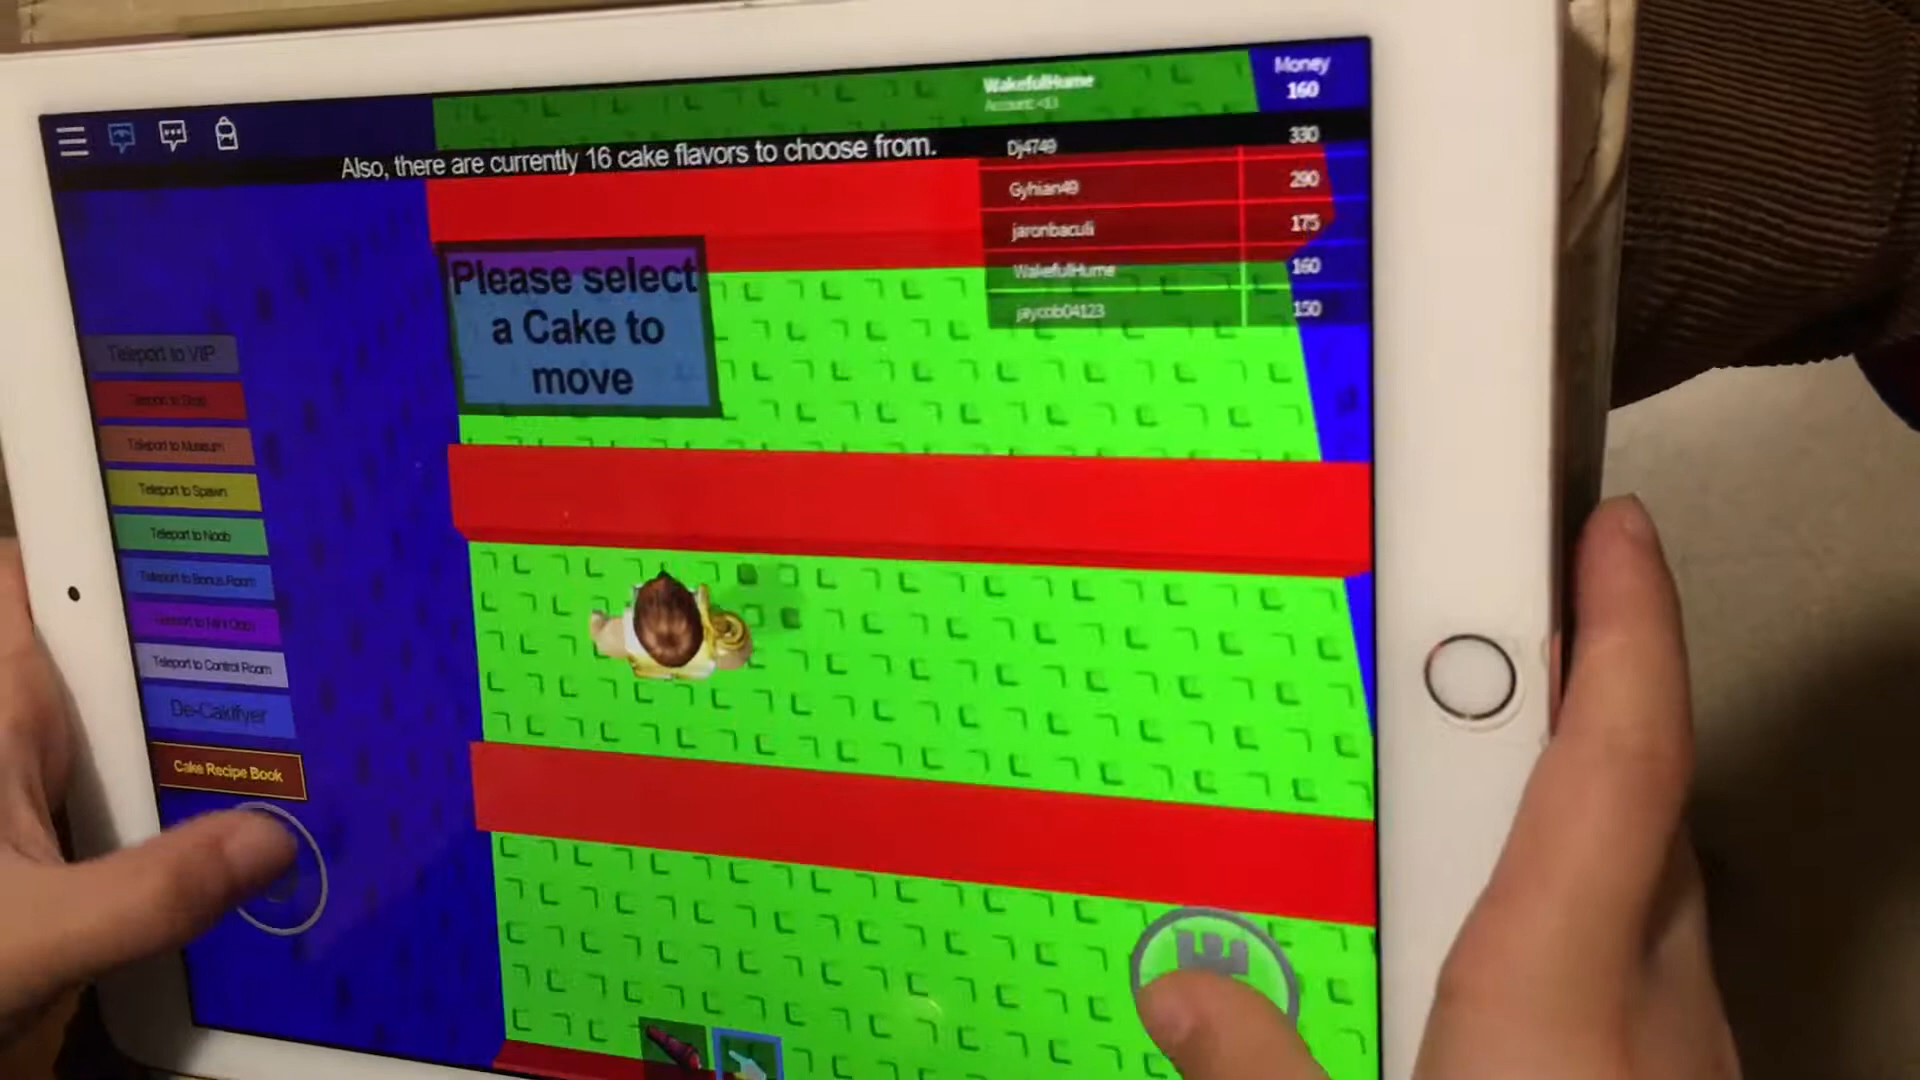 WakefulHume
Account: <13
Money
160
Also, there are currently 16 cake flavors to choose from.
Dj4749 330
Gyhian49 290
jaronbaculi 175
WakefulHume 160
jaycob04123 150
Please select
a Cake to
move
Teleport to VIP
Teleport to Museum
Teleport to Spawn
Teleport to Noob
Teleport to Bonus Room
Teleport to Control Room
De-Cakifyer
Cake Recipe Book